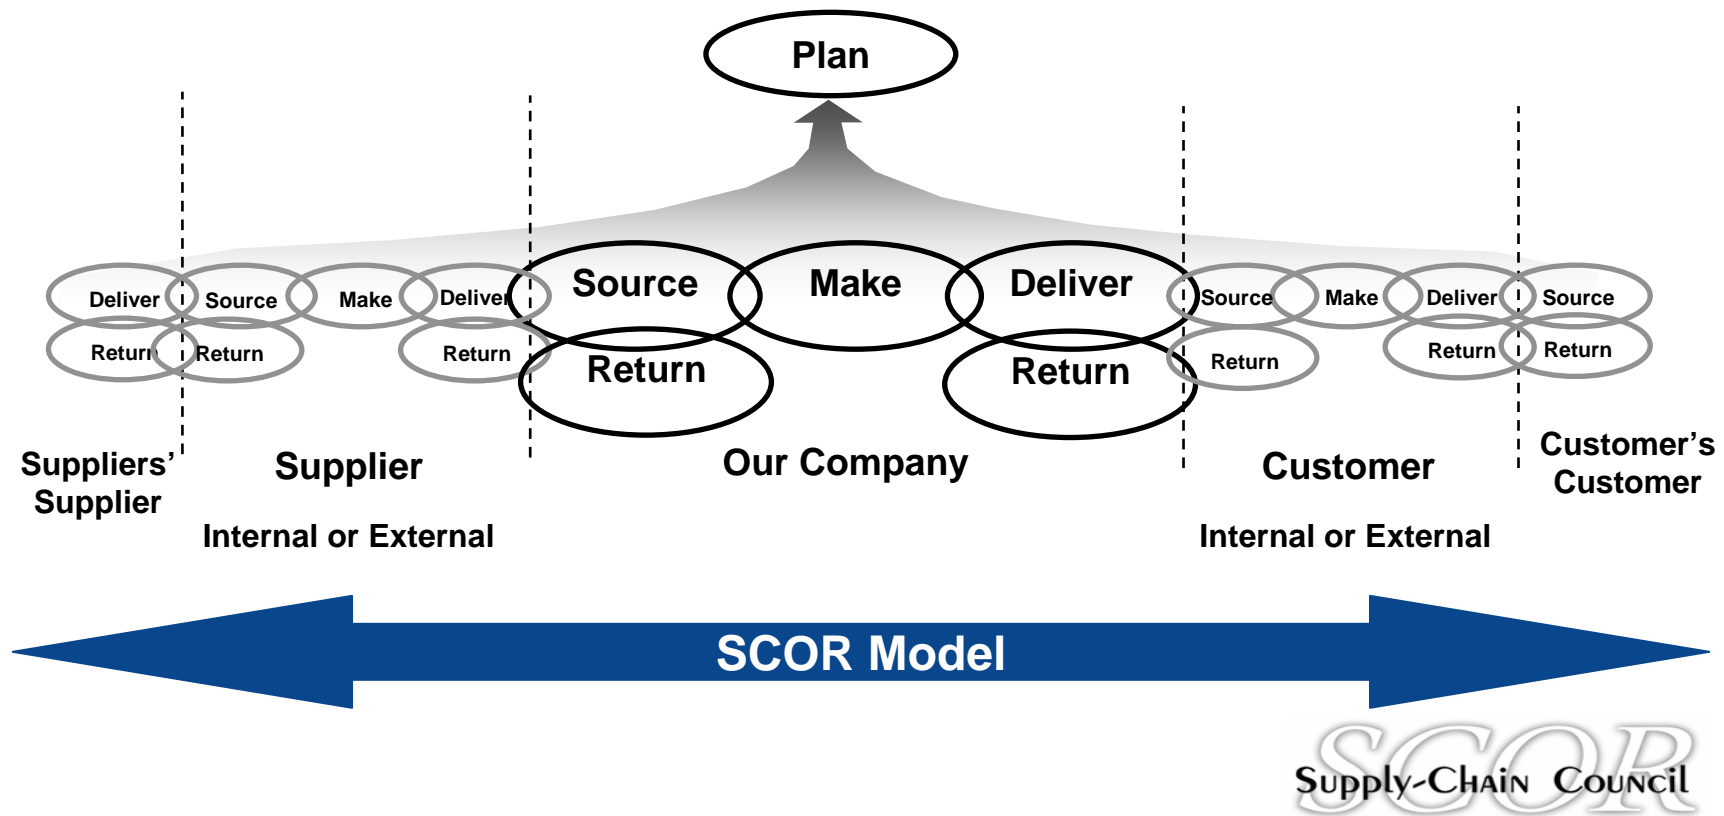 Plan
Source
Make
Deliver
Deliver
Source
Make
Deliver
Source
Make
Deliver
Source
Return
Return
Return
Return
Return
Return
Return
Return
Suppliers’
Supplier
Supplier
Internal or External
Our Company
Customer
Internal or External
Customer’s
Customer
SCOR Model
SCOR
Supply-Chain Council